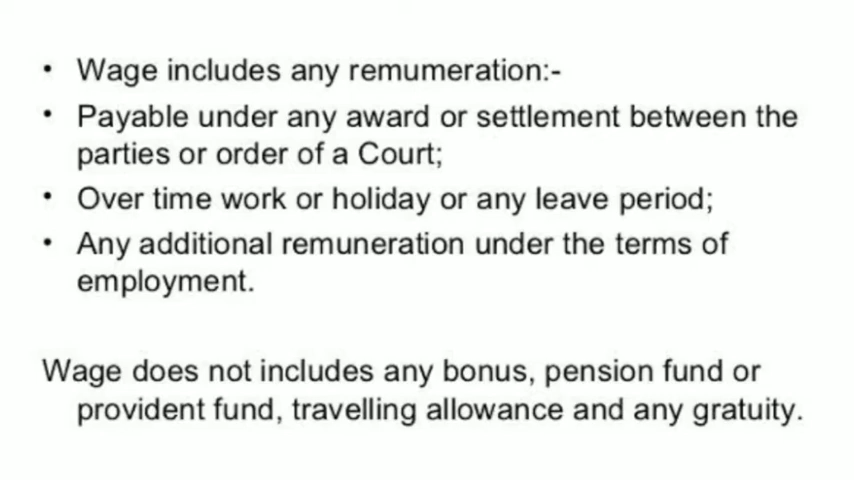 • Wage includes any remumeration:-
• Payable under any award or settlement between the
parties or order of a Court;
• Over time work or holiday or any leave period;
• Any additional remuneration under the terms of
employment.
Wage does not includes any bonus, pension fund or
provident fund, travelling allowance and any gratuity.